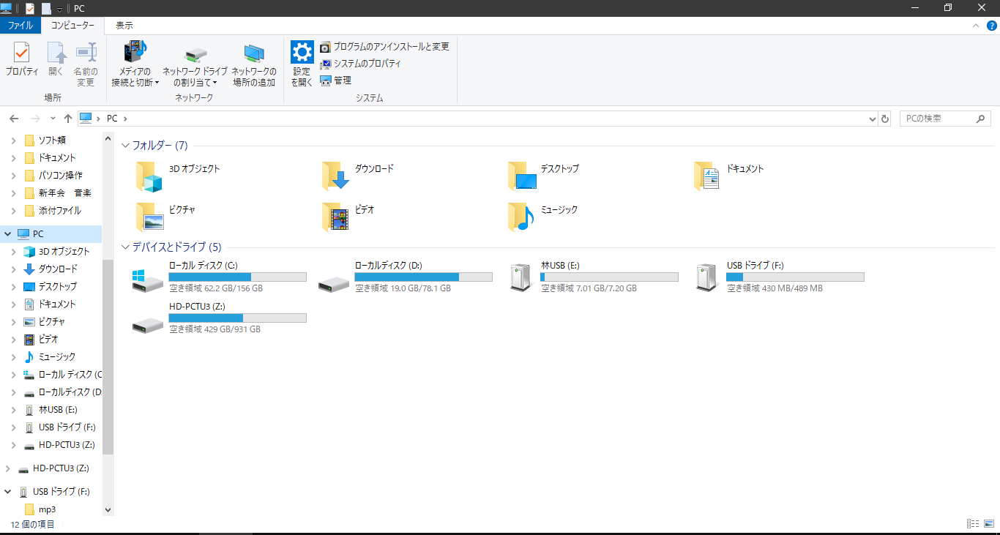 PC
ファイル
コンピューター
表示
プロパティ
開く
名前の
変更
場所
メディアの
接続と切断
ネットワーク ドライブ
の割り当て
ネットワークの
場所の追加
ネットワーク
設定
を開く
プログラムのアンインストールと変更
システムのプロパティ
管理
システム
PC
PCの検索
ソフト類
ドキュメント
パソコン操作
新年会　音楽
添付ファイル
PC
3D オブジェクト
ダウンロード
デスクトップ
ドキュメント
ピクチャ
ビデオ
ミュージック
ローカル ディスク (C
ローカルディスク (D:
林USB (E:)
USB ドライブ (F:)
HD-PCTU3 (Z:)
HD-PCTU3 (Z:)
USB ドライブ (F:)
mp3
フォルダー (7)
3D オブジェクト
ダウンロード
デスクトップ
ドキュメント
ピクチャ
ビデオ
ミュージック
デバイスとドライブ (5)
ローカル ディスク (C:)
空き領域 62.2 GB/156 GB
ローカルディスク (D:)
空き領域 19.0 GB/78.1 GB
林USB (E:)
空き領域 7.01 GB/7.20 GB
USB ドライブ (F:)
空き領域 430 MB/489 MB
HD-PCTU3 (Z:)
空き領域 429 GB/931 GB
12 個の項目